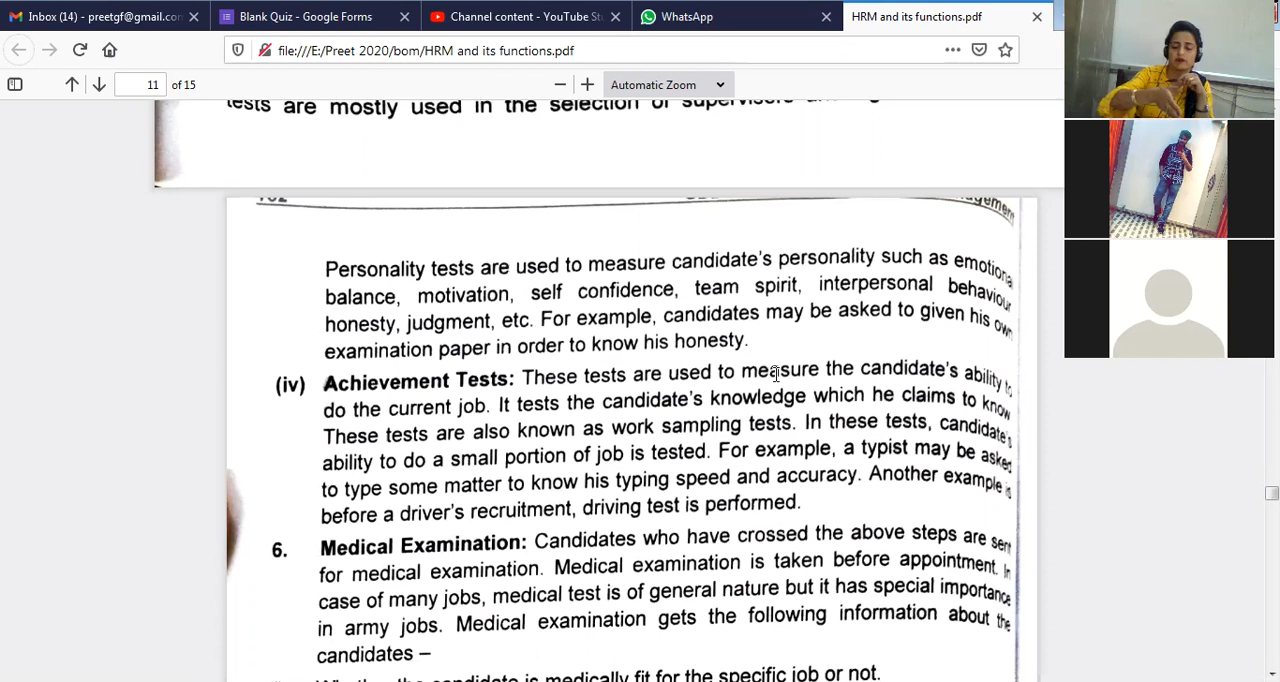 Inbox (14) - preetgf@gmail.co
Blank Quiz - Google Forms
Channel content - YouTube St
WhatsApp
HRM and its functions.pdf
file:///E:/Preet 2020/bom/HRM and its functions.pdf
11 of 15
Automatic Zoom
tests are mostly used in the selection of supervisors
Personality tests are used to measure candidate's personality such as emotiona
balance, motivation, self confidence, team spirit, interpersonal behaviour
honesty, judgment, etc. For example, candidates may be asked to given his own
examination paper in order to know his honesty.
(iv) Achievement Tests: These tests are used to measure the candidate's ability to
do the current job. It tests the candidate's knowledge which he claims to know
These tests are also known as work sampling tests. In these tests, candidate's
ability to do a small portion of job is tested. For example, a typist may be asked
to type some matter to know his typing speed and accuracy. Another example is
before a driver's recruitment, driving test is performed.
6. Medical Examination: Candidates who have crossed the above steps are sent
for medical examination. Medical examination is taken before appointment. In
case of many jobs, medical test is of general nature but it has special importance
in army jobs. Medical examination gets the following information about the
candidates –
Whether the candidate is medically fit for the specific job or not.